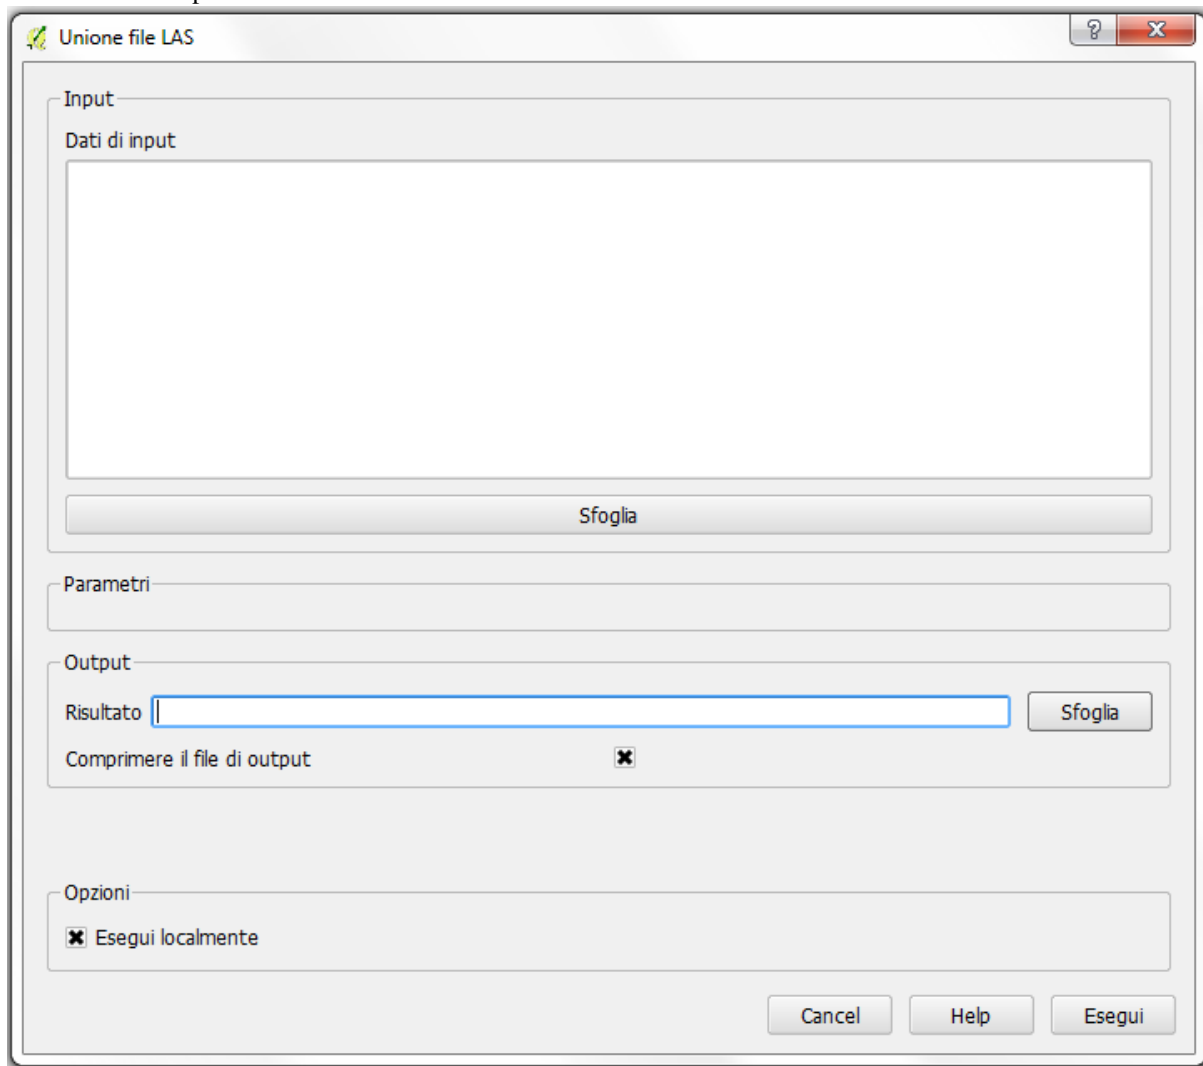 Unione file LAS
Input
Dati di input
Sfoglia
Parametri
Output
Risultato
Sfoglia
Comprimere il file di output
Opzioni
Esegui localmente
Cancel Help Esegui